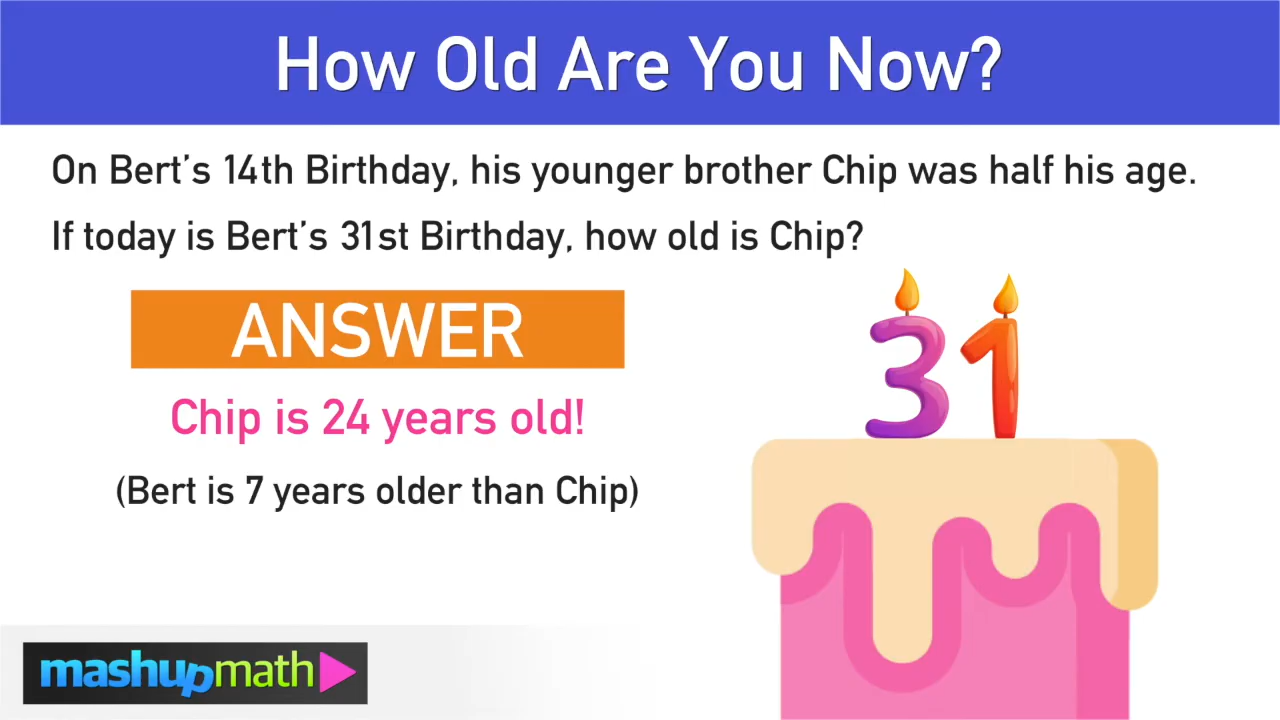 How Old Are You Now?
On Bert’s 14th Birthday, his younger brother Chip was half his age.
If today is Bert’s 31st Birthday, how old is Chip?
ANSWER
Chip is 24 years old!
(Bert is 7 years older than Chip)
31
mashupmath